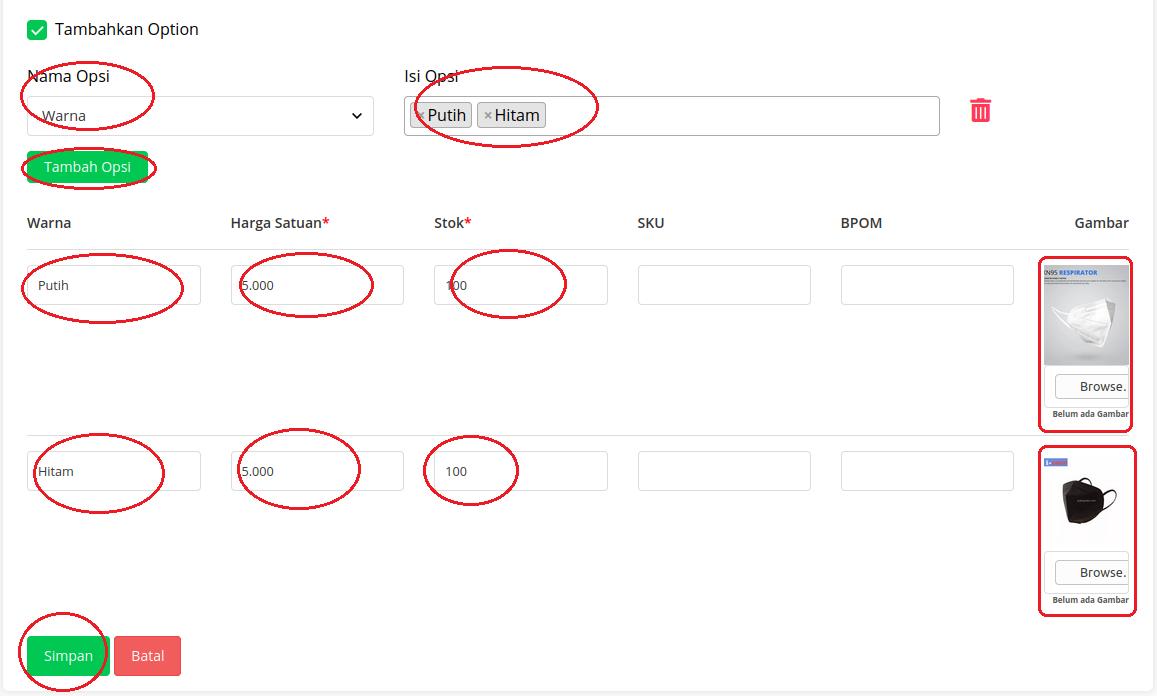 Tambahkan Option
Nama Opsi Isi Opsi
Warna × Putih × Hitam
Tambah Opsi
Warna Harga Satuan* Stok* SKU BPOM Gambar
KN95 RESPIRATOR
Putih 5.000 100
Browse.
Belum ada Gambar
Hitam 5.000 100
Browse.
Belum ada Gambar
Simpan Batal